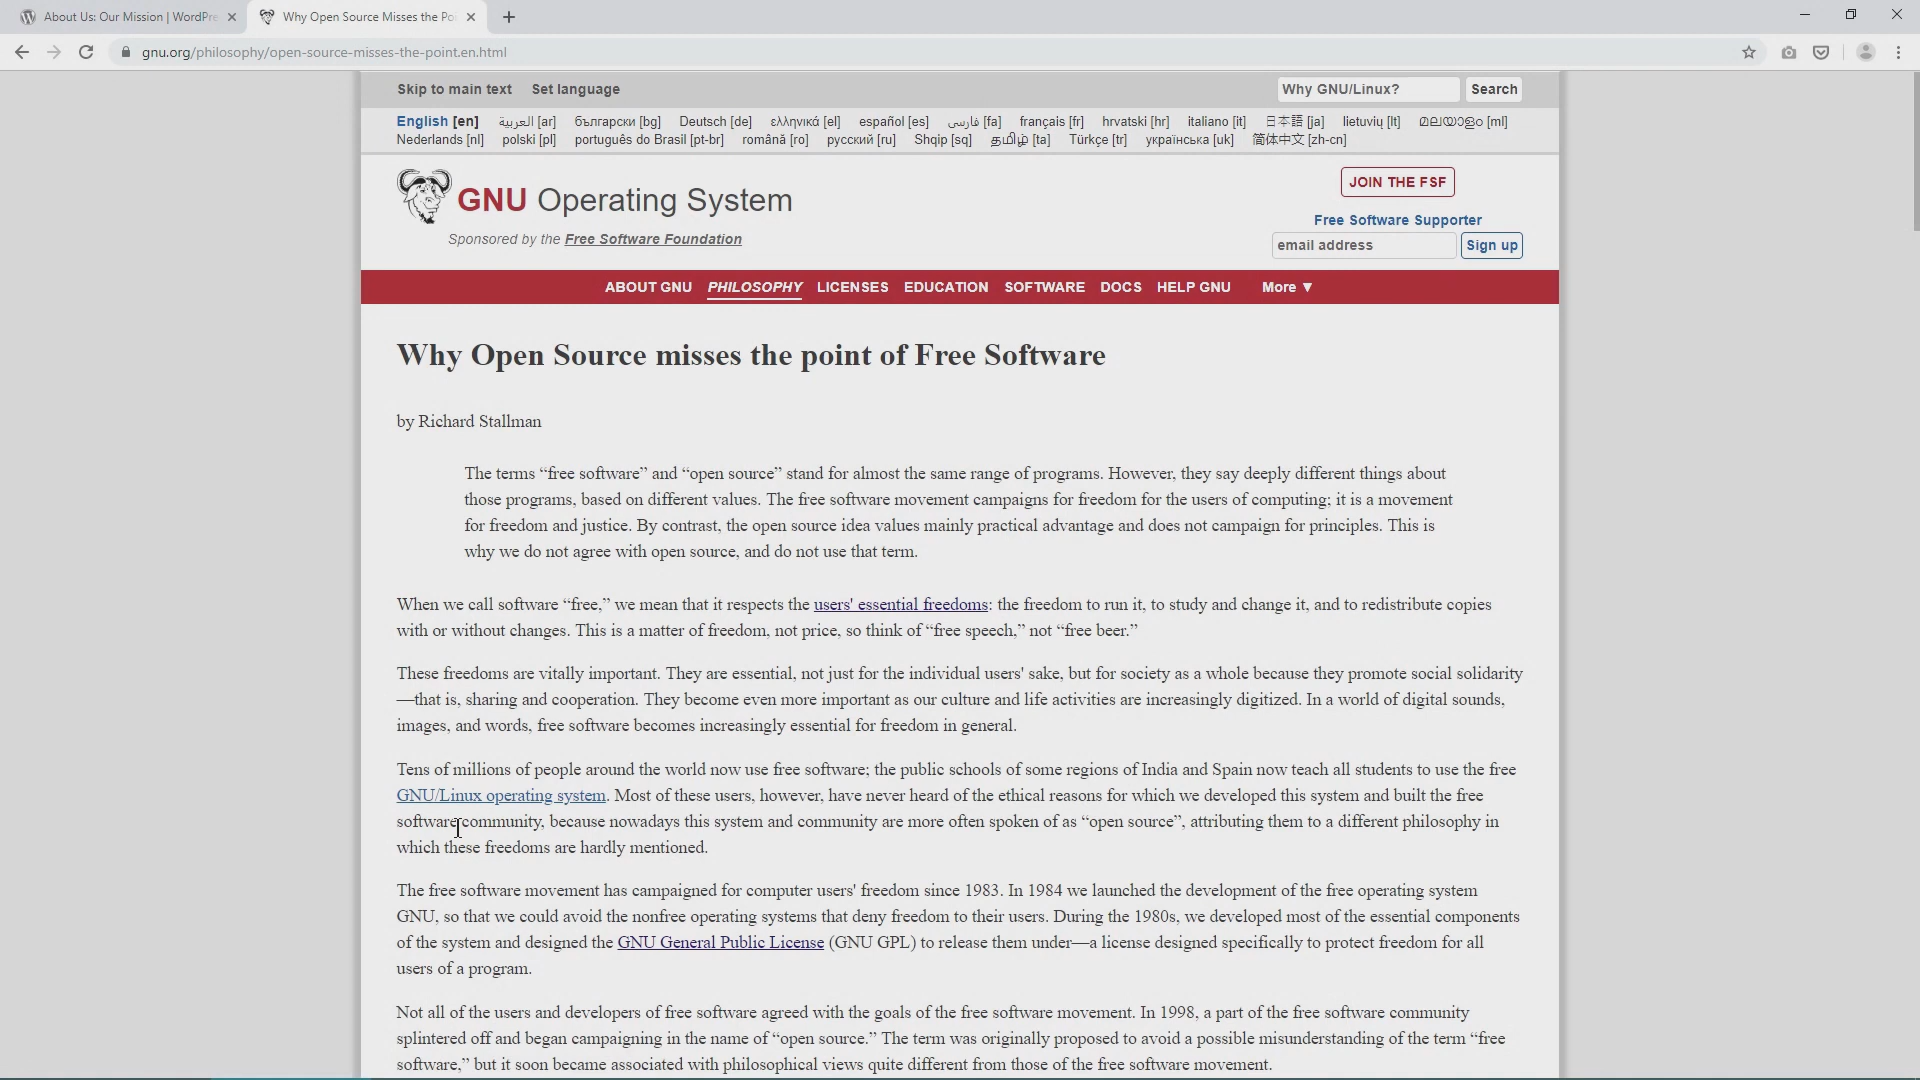 About Us: Our Mission | WordPre
Why Open Source Misses the Poi
gnu.org/philosophy/open-source-misses-the-point.en.html
Skip to main text Set language
Why GNU/Linux? Search
English [en] العربية [ar] български [bg] Deutsch [de] ελληνικά [el] español [es] فارسی [fa] français [fr] hrvatski [hr] italiano [it] 日本語 [ja] lietuvių [lt] മലയാളം [ml]
Nederlands [nl] polski [pl] português do Brasil [pt-br] română [ro] русский [ru] Shqip [sq] தமிழ் [ta] Türkçe [tr] українська [uk] 简体中文 [zh-cn]
GNU Operating System
Sponsored by the Free Software Foundation
JOIN THE FSF
Free Software Supporter
email address Sign up
ABOUT GNU PHILOSOPHY LICENSES EDUCATION SOFTWARE DOCS HELP GNU More ▼
Why Open Source misses the point of Free Software
by Richard Stallman
The terms “free software” and “open source” stand for almost the same range of programs. However, they say deeply different things about
those programs, based on different values. The free software movement campaigns for freedom for the users of computing; it is a movement
for freedom and justice. By contrast, the open source idea values mainly practical advantage and does not campaign for principles. This is
why we do not agree with open source, and do not use that term.
When we call software “free,” we mean that it respects the users' essential freedoms: the freedom to run it, to study and change it, and to redistribute copies
with or without changes. This is a matter of freedom, not price, so think of “free speech,” not “free beer.”
These freedoms are vitally important. They are essential, not just for the individual users' sake, but for society as a whole because they promote social solidarity
—that is, sharing and cooperation. They become even more important as our culture and life activities are increasingly digitized. In a world of digital sounds,
images, and words, free software becomes increasingly essential for freedom in general.
Tens of millions of people around the world now use free software; the public schools of some regions of India and Spain now teach all students to use the free
GNU/Linux operating system. Most of these users, however, have never heard of the ethical reasons for which we developed this system and built the free
software community, because nowadays this system and community are more often spoken of as “open source”, attributing them to a different philosophy in
which these freedoms are hardly mentioned.
The free software movement has campaigned for computer users' freedom since 1983. In 1984 we launched the development of the free operating system
GNU, so that we could avoid the nonfree operating systems that deny freedom to their users. During the 1980s, we developed most of the essential components
of the system and designed the GNU General Public License (GNU GPL) to release them under—a license designed specifically to protect freedom for all
users of a program.
Not all of the users and developers of free software agreed with the goals of the free software movement. In 1998, a part of the free software community
splintered off and began campaigning in the name of “open source.” The term was originally proposed to avoid a possible misunderstanding of the term “free
software,” but it soon became associated with philosophical views quite different from those of the free software movement.